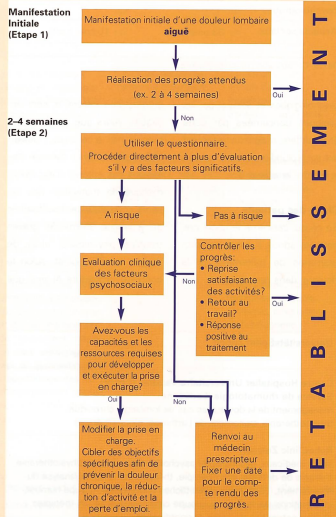 Manifestation
Initiale
(Etape 1)
Manifestation initiale d'une douleur lombaire
aiguë
Réalisation des progrès attendus
(ex. 2 à 4 semaines)
Oui
Non
2–4 semaines
(Etape 2)
Utiliser le questionnaire.
Procéder directement à plus d'évaluation
s'il y a des facteurs significatifs.
A risque
Pas à risque
Evaluation clinique
des facteurs
psychosociaux
Non
Contrôler les
progrès:
• Reprise
satisfaisante
des activités?
• Retour au
travail?
• Réponse
positive au
traitement
Oui
Avez-vous les
capacités et les
ressources requises
pour développer
et exécuter la prise
en charge?
Oui
Non
Modifier la prise en
charge.
Cibler des objectifs
spécifiques afin de
prévenir la douleur
chronique, la réduc-
tion d'activité et la
perte d'emploi.
Renvoi au
médecin
prescripteur
Fixer une date
pour le comp-
te rendu des
progrès.
RETABLISSEMENT